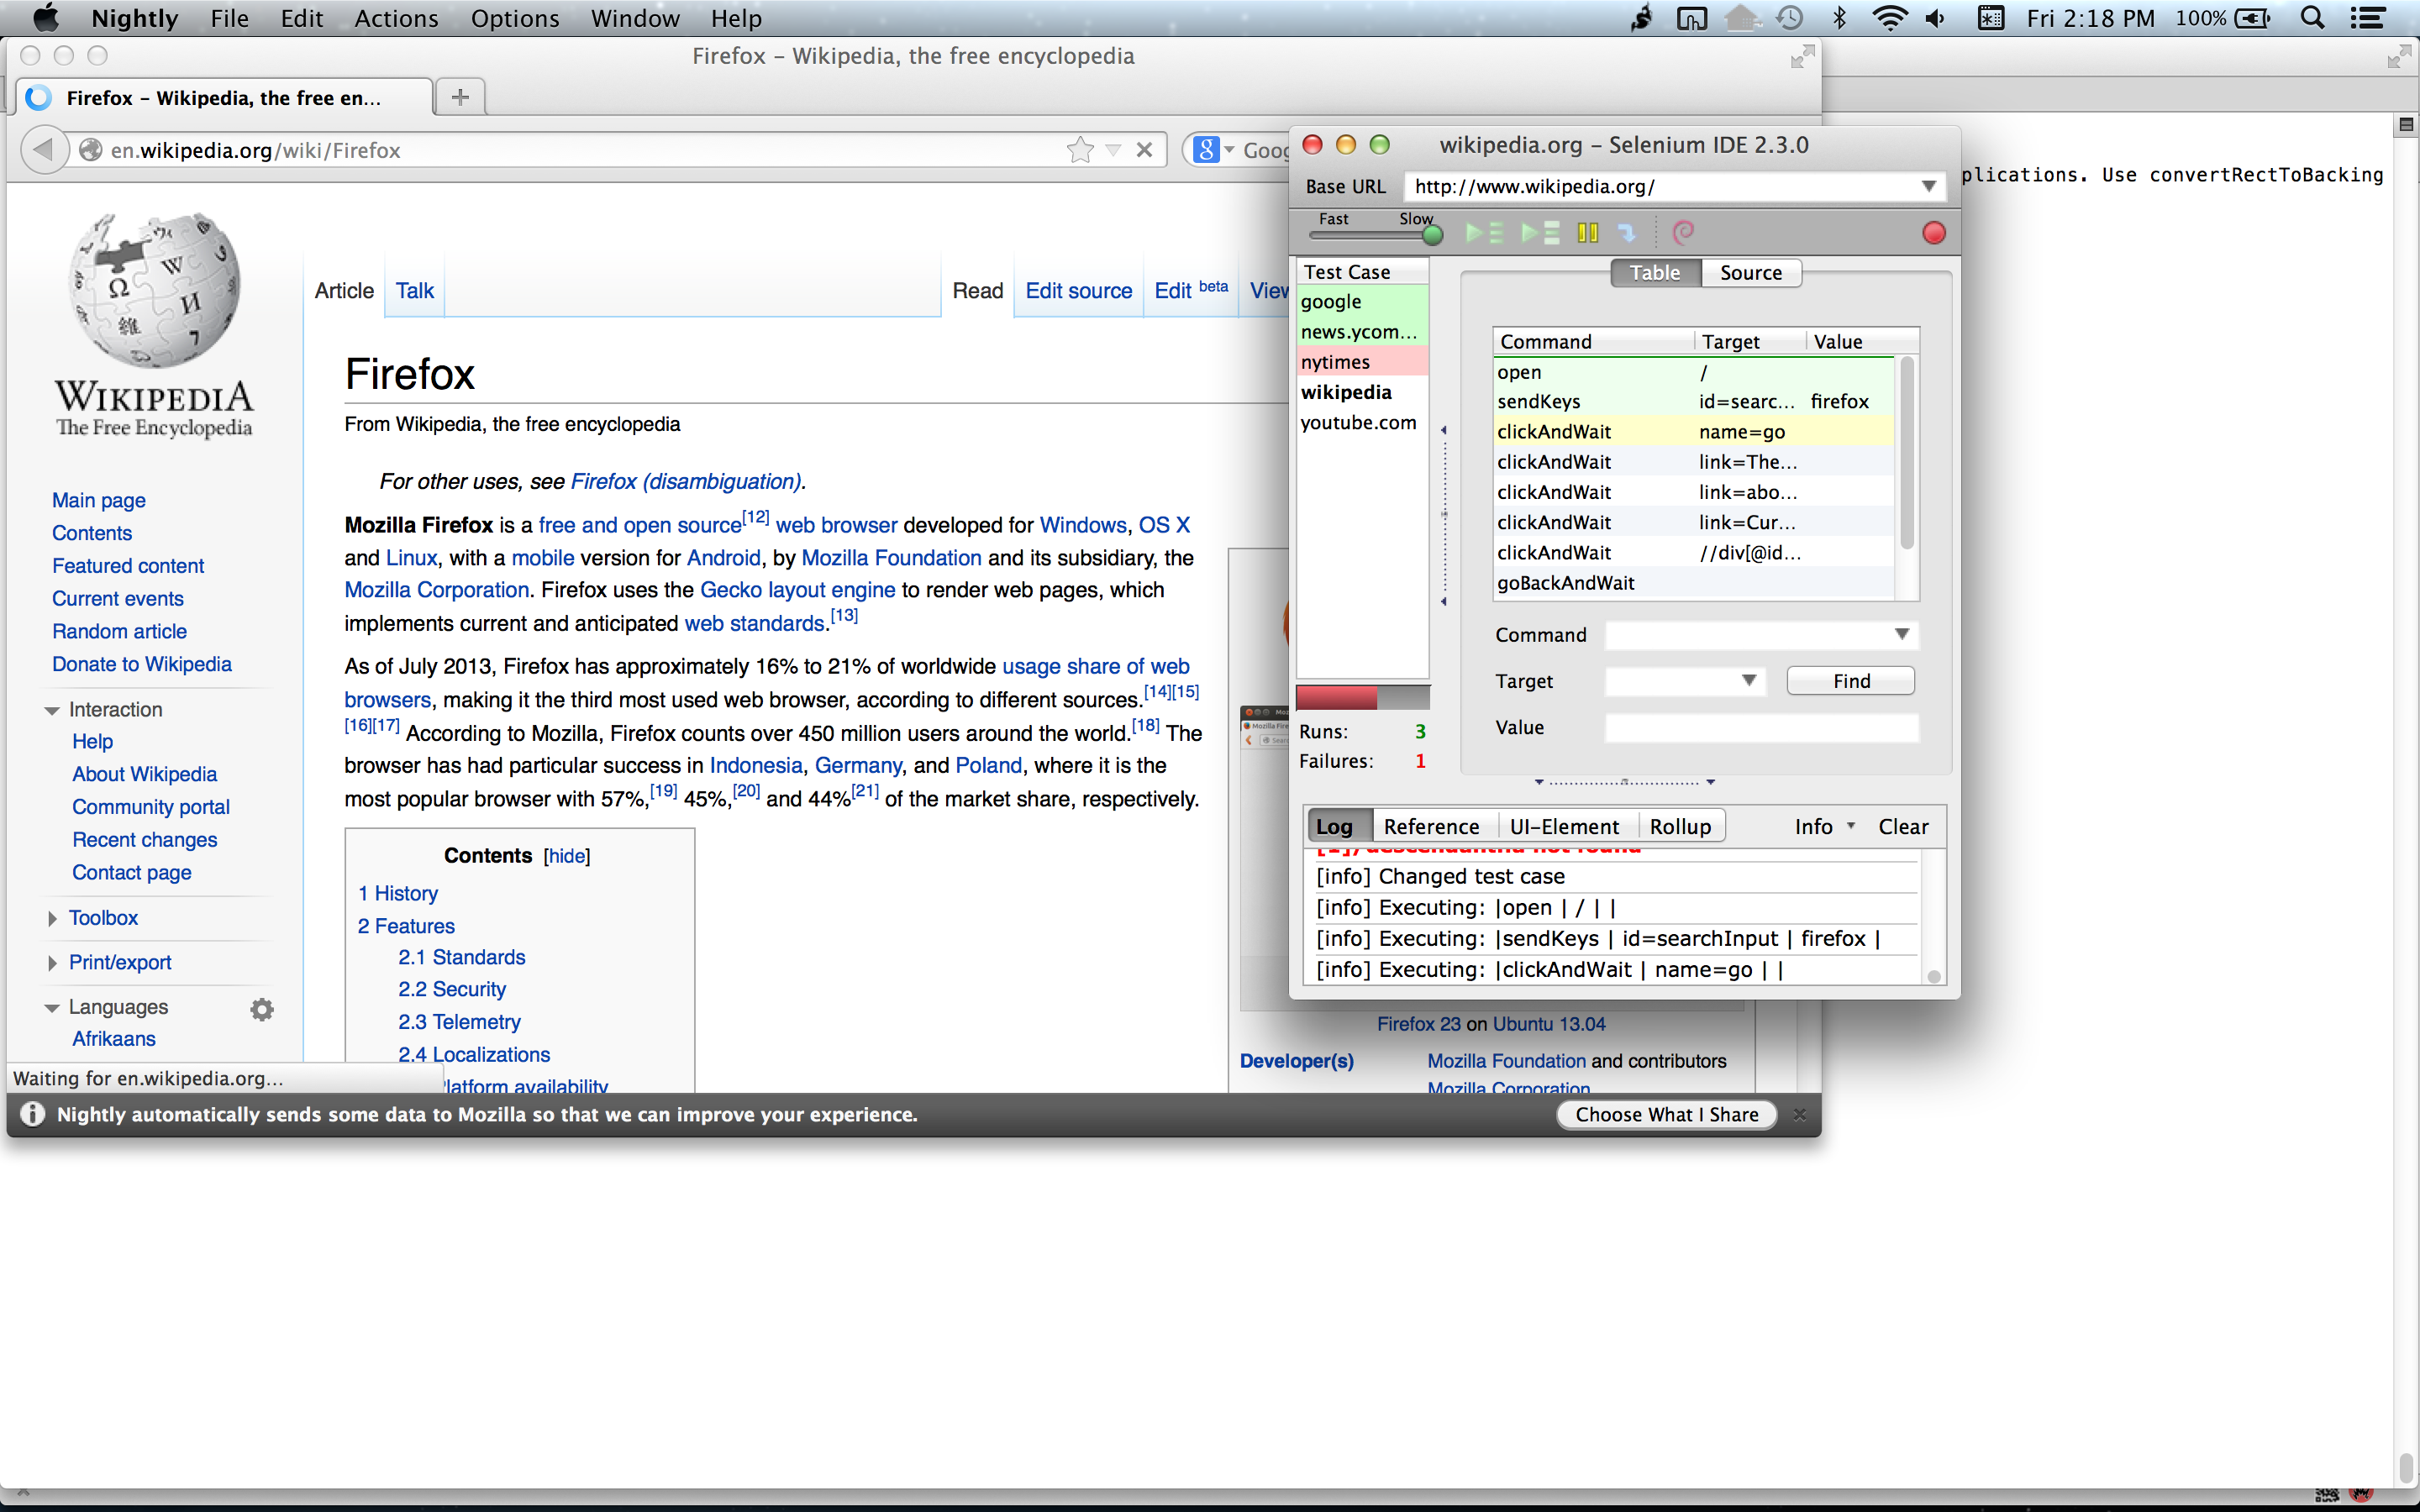 Nightly File Edit Actions Options Window Help
Fri 2:18 PM 100%
Firefox – Wikipedia, the free encyclopedia
Firefox – Wikipedia, the free en...
en.wikipedia.org/wiki/Firefox
Goog
WIKIPEDIA
The Free Encyclopedia
Main page
Contents
Featured content
Current events
Random article
Donate to Wikipedia
Interaction
Help
About Wikipedia
Community portal
Recent changes
Contact page
Toolbox
Print/export
Languages
Afrikaans
Waiting for en.wikipedia.org...
Article Talk
Read Edit source Edit beta View
Firefox
From Wikipedia, the free encyclopedia
For other uses, see Firefox (disambiguation).
Mozilla Firefox is a free and open source[12] web browser developed for Windows, OS X
and Linux, with a mobile version for Android, by Mozilla Foundation and its subsidiary, the
Mozilla Corporation. Firefox uses the Gecko layout engine to render web pages, which
implements current and anticipated web standards.[13]
As of July 2013, Firefox has approximately 16% to 21% of worldwide usage share of web
browsers, making it the third most used web browser, according to different sources.[14][15]
[16][17] According to Mozilla, Firefox counts over 450 million users around the world.[18] The
browser has had particular success in Indonesia, Germany, and Poland, where it is the
most popular browser with 57%,[19] 45%,[20] and 44%[21] of the market share, respectively.
Contents [hide]
1 History
2 Features
2.1 Standards
2.2 Security
2.3 Telemetry
2.4 Localizations
latform availability
Firefox 23 on Ubuntu 13.04
Developer(s) Mozilla Foundation and contributors
Mozilla Corporation
Nightly automatically sends some data to Mozilla so that we can improve your experience.
Choose What I Share
wikipedia.org – Selenium IDE 2.3.0
Base URL http://www.wikipedia.org/
Fast Slow
Test Case
google
news.ycom...
nytimes
wikipedia
youtube.com
Runs: 3
Failures: 1
Table Source
Command Target Value
open /
sendKeys id=searc... firefox
clickAndWait name=go
clickAndWait link=The...
clickAndWait link=abo...
clickAndWait link=Cur...
clickAndWait //div[@id...
goBackAndWait
Command
Target Find
Value
Log Reference UI-Element Rollup Info Clear
[info] Changed test case
[info] Executing: |open | / | |
[info] Executing: |sendKeys | id=searchInput | firefox |
[info] Executing: |clickAndWait | name=go | |
plications. Use convertRectToBacking